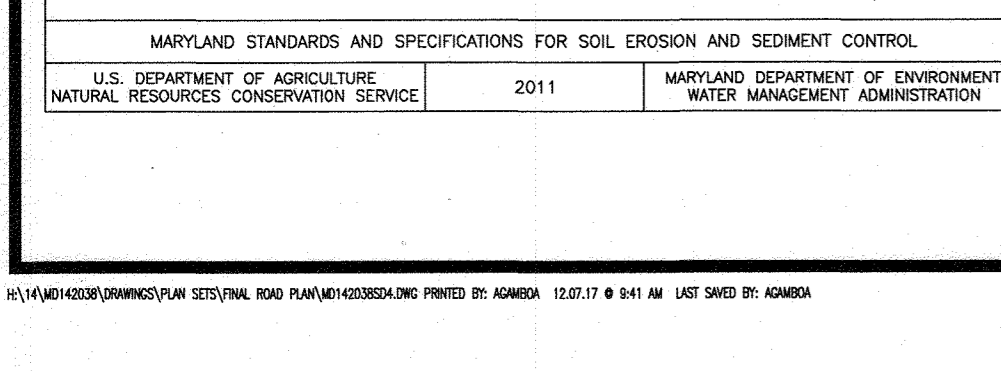 MARYLAND STANDARDS AND SPECIFICATIONS FOR SOIL EROSION AND SEDIMENT CONTROL
U.S. DEPARTMENT OF AGRICULTURE
NATURAL RESOURCES CONSERVATION SERVICE
2011
MARYLAND DEPARTMENT OF ENVIRONMENT
WATER MANAGEMENT ADMINISTRATION
H:\14\MD142038\DRAWINGS\PLAN SETS\FINAL ROAD PLAN\MD142038SD4.DWG PRINTED BY: AGAMBOA 12.07.17 @ 9:41 AM LAST SAVED BY: AGAMBOA